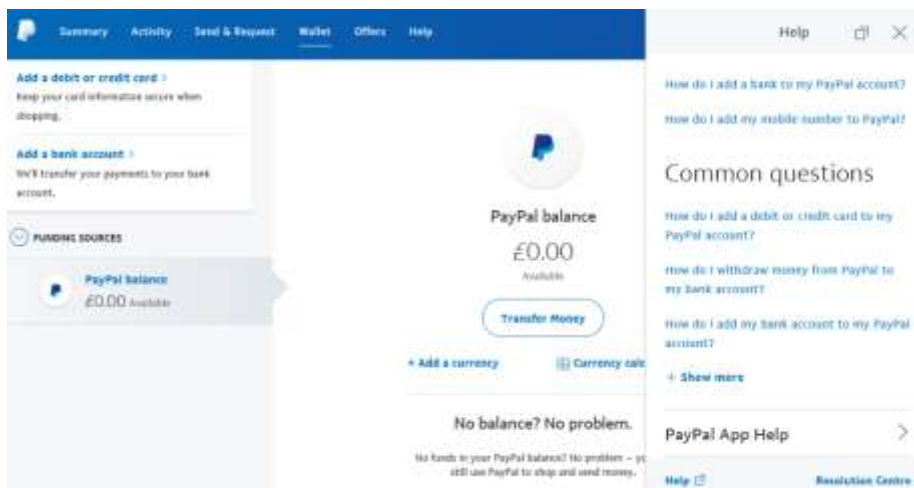 Summary Activity Send & Request Wallet Offers Help
Add a debit or credit card >
Keep your card information secure when
shopping.
Add a bank account >
We'll transfer your payments to your bank
account.
FUNDING SOURCES
PayPal balance
£0.00 Available
PayPal balance
£0.00
Available
Transfer Money
+ Add a currency
Currency calc
No balance? No problem.
No funds in your PayPal balance? No problem – yo
still use PayPal to shop and send money.
Help
How do I add a bank to my PayPal account?
How do I add my mobile number to PayPal?
Common questions
How do I add a debit or credit card to my
PayPal account?
How do I withdraw money from PayPal to
my bank account?
How do I add my bank account to my PayPal
account?
+ Show more
PayPal App Help >
Help
Resolution Centre